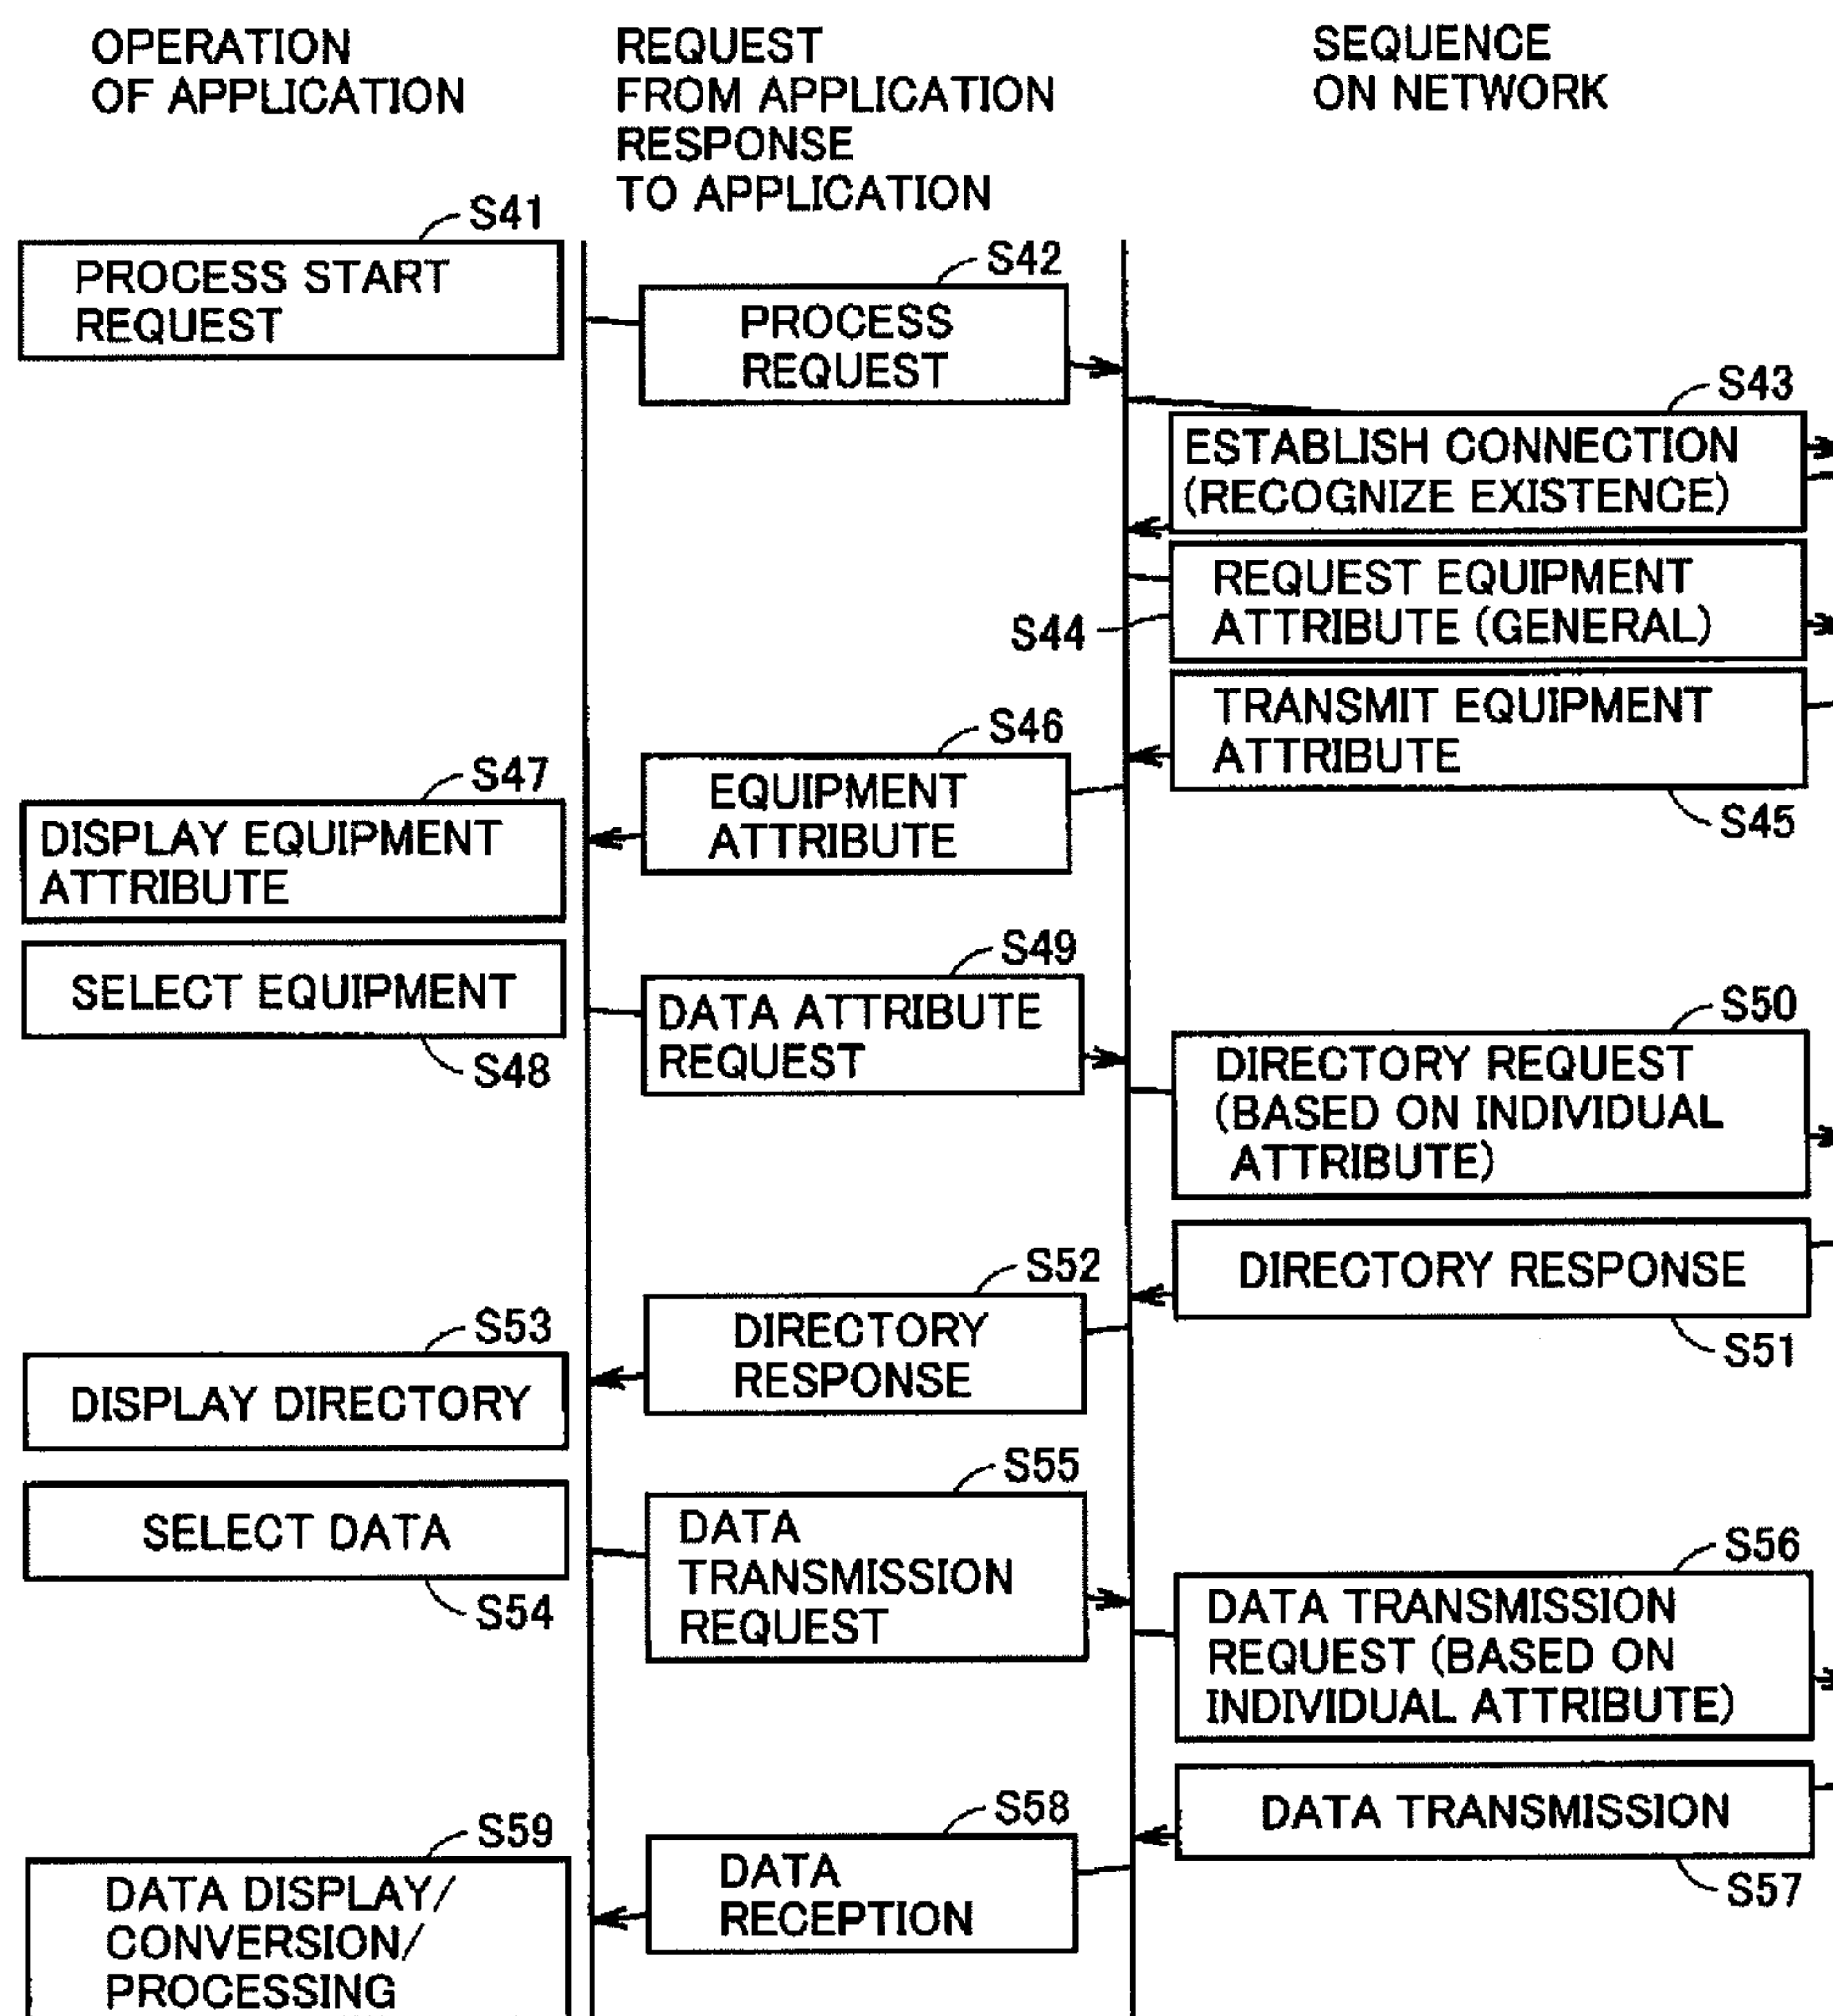 OPERATION
OF APPLICATION
REQUEST
FROM APPLICATION
RESPONSE
TO APPLICATION
SEQUENCE
ON NETWORK
S41
PROCESS START
REQUEST
S42
PROCESS
REQUEST
S43
ESTABLISH CONNECTION
(RECOGNIZE EXISTENCE)
S44
REQUEST EQUIPMENT
ATTRIBUTE (GENERAL)
TRANSMIT EQUIPMENT
ATTRIBUTE
S45
S46
EQUIPMENT
ATTRIBUTE
S47
DISPLAY EQUIPMENT
ATTRIBUTE
SELECT EQUIPMENT
S48
S49
DATA ATTRIBUTE
REQUEST
S50
DIRECTORY REQUEST
(BASED ON INDIVIDUAL
ATTRIBUTE)
DIRECTORY RESPONSE
S51
S52
DIRECTORY
RESPONSE
S53
DISPLAY DIRECTORY
SELECT DATA
S54
S55
DATA
TRANSMISSION
REQUEST
S56
DATA TRANSMISSION
REQUEST (BASED ON
INDIVIDUAL ATTRIBUTE)
DATA TRANSMISSION
S57
S58
DATA
RECEPTION
S59
DATA DISPLAY/
CONVERSION/
PROCESSING